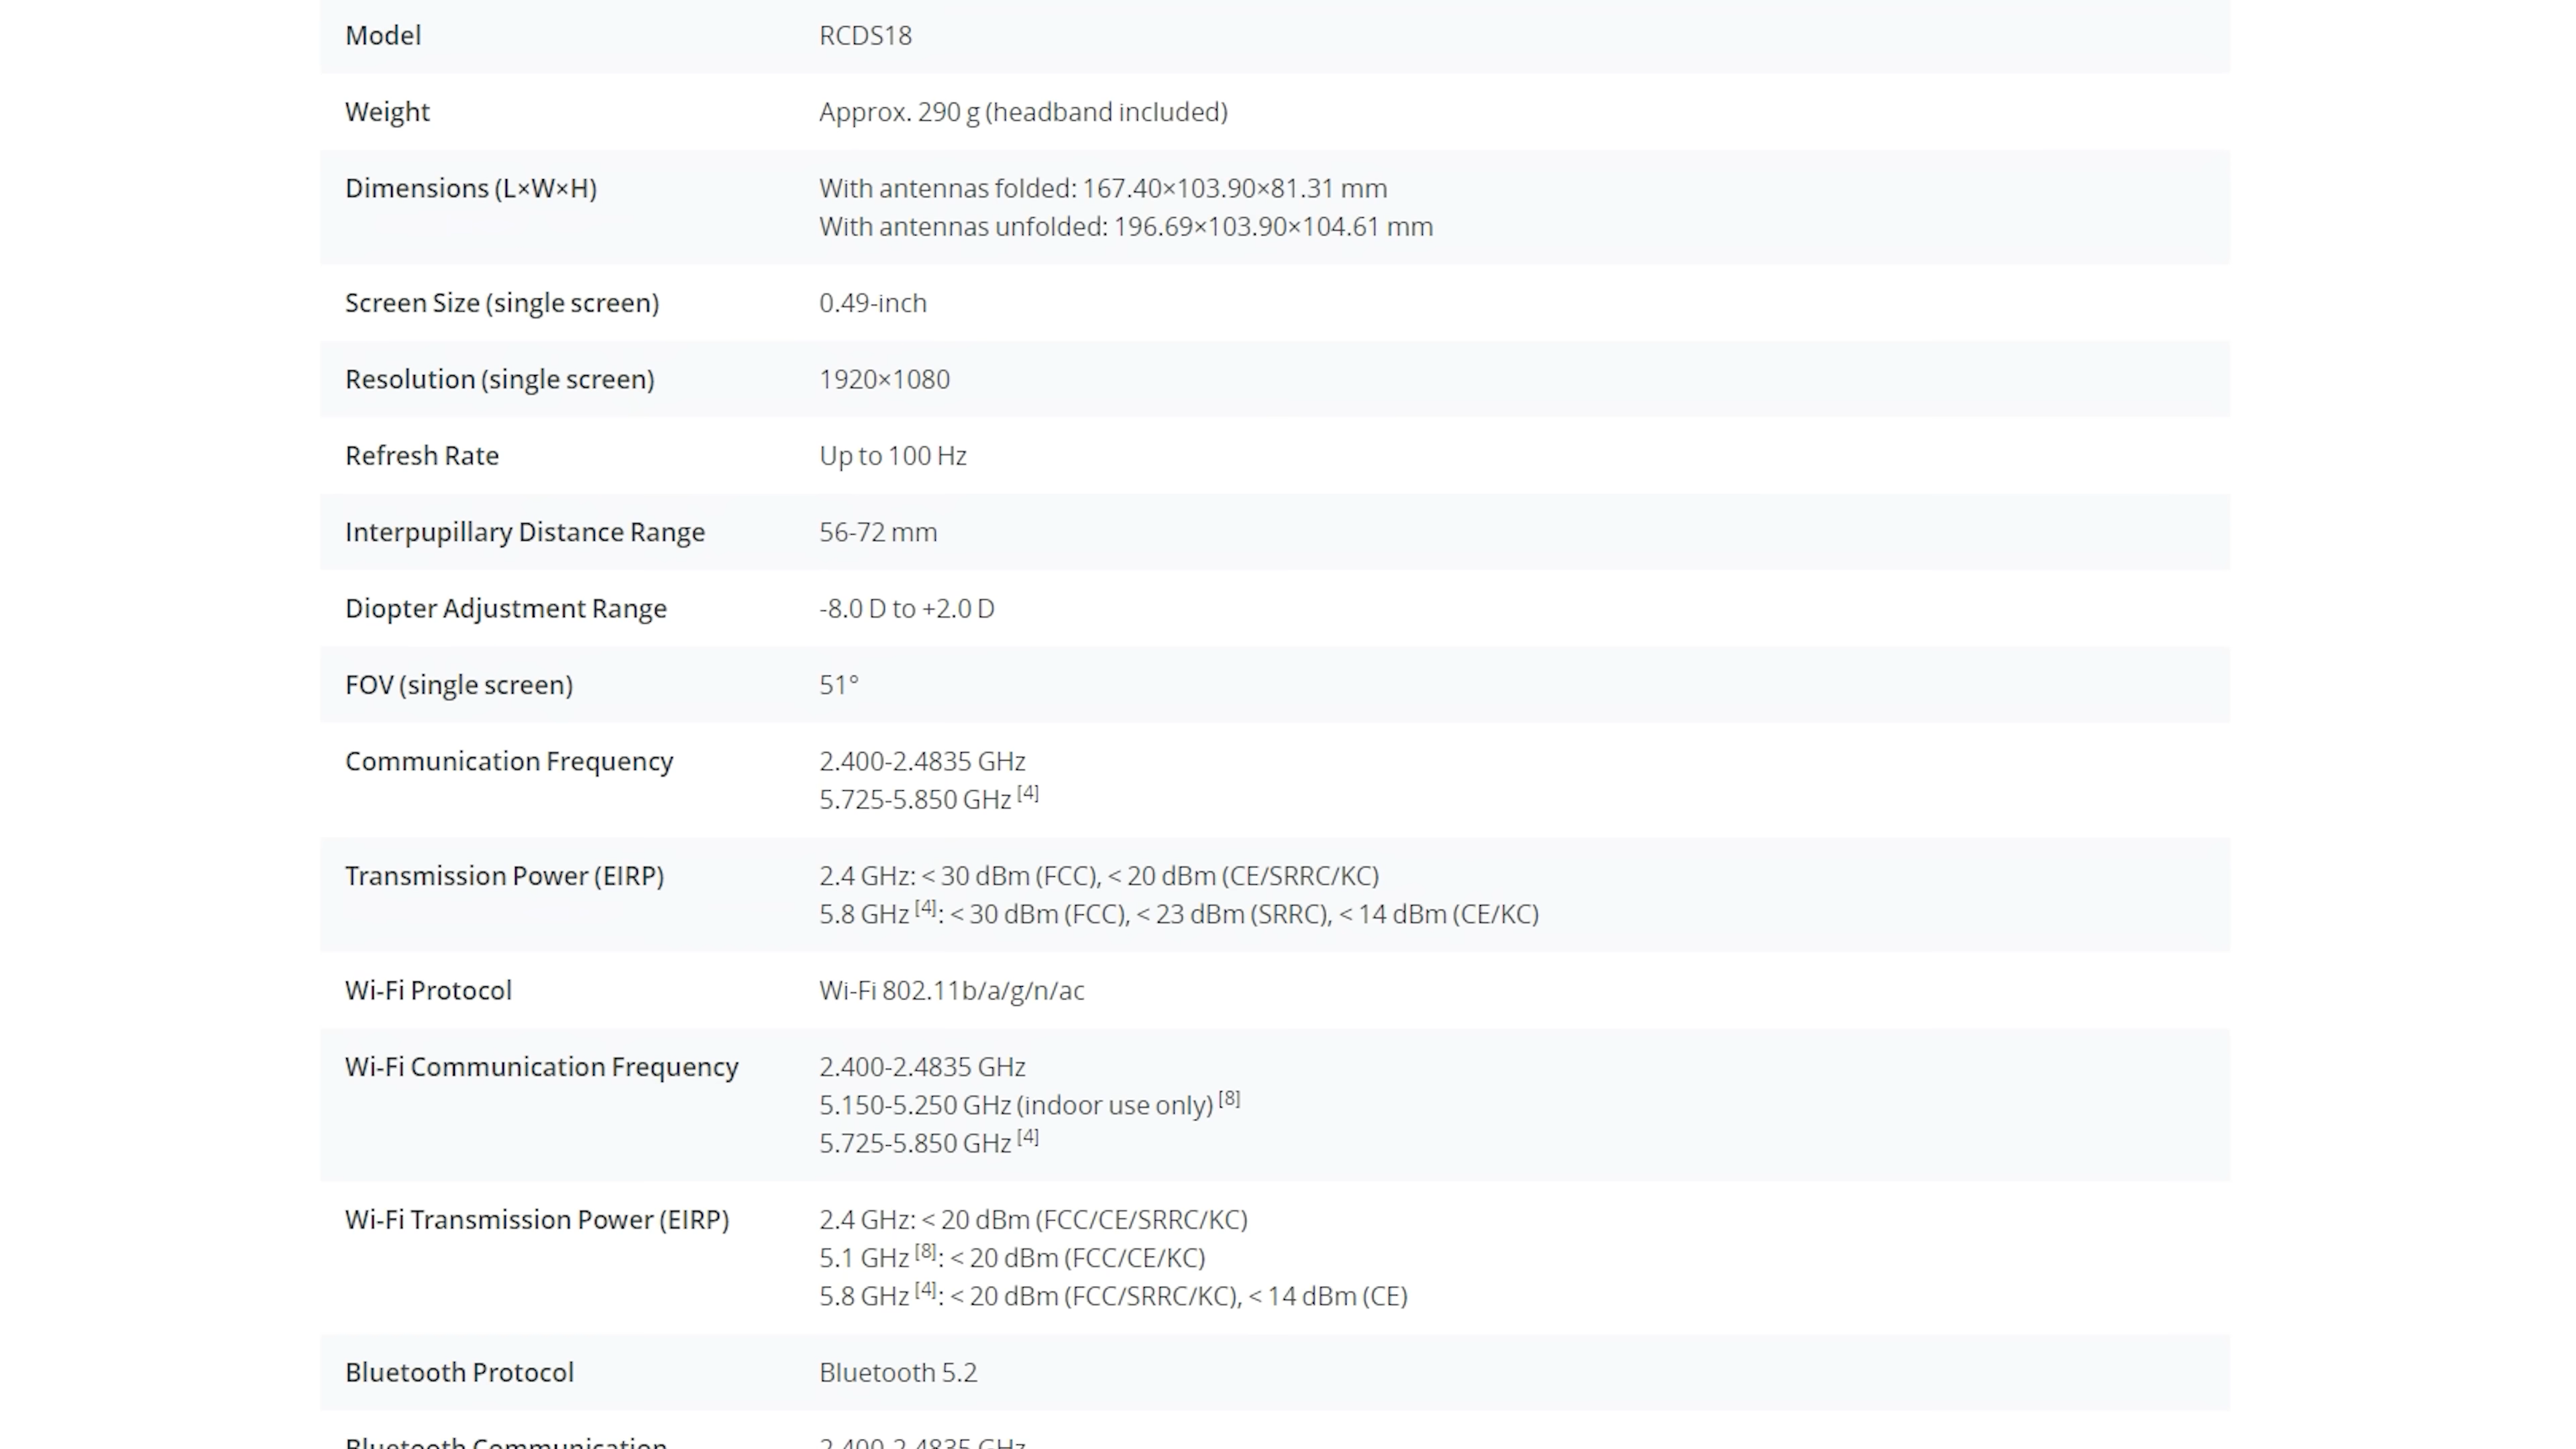 Model RCDS18
Weight Approx. 290 g (headband included)
Dimensions (L×W×H) With antennas folded: 167.40×103.90×81.31 mm
With antennas unfolded: 196.69×103.90×104.61 mm
Screen Size (single screen) 0.49-inch
Resolution (single screen) 1920×1080
Refresh Rate Up to 100 Hz
Interpupillary Distance Range 56-72 mm
Diopter Adjustment Range -8.0 D to +2.0 D
FOV (single screen) 51°
Communication Frequency 2.400-2.4835 GHz
5.725-5.850 GHz [4]
Transmission Power (EIRP) 2.4 GHz: < 30 dBm (FCC), < 20 dBm (CE/SRRC/KC)
5.8 GHz [4]: < 30 dBm (FCC), < 23 dBm (SRRC), < 14 dBm (CE/KC)
Wi-Fi Protocol Wi-Fi 802.11b/a/g/n/ac
Wi-Fi Communication Frequency 2.400-2.4835 GHz
5.150-5.250 GHz (indoor use only) [8]
5.725-5.850 GHz [4]
Wi-Fi Transmission Power (EIRP) 2.4 GHz: < 20 dBm (FCC/CE/SRRC/KC)
5.1 GHz [8]: < 20 dBm (FCC/CE/KC)
5.8 GHz [4]: < 20 dBm (FCC/SRRC/KC), < 14 dBm (CE)
Bluetooth Protocol Bluetooth 5.2
Bluetooth Communication 2.400-2.4835 GHz